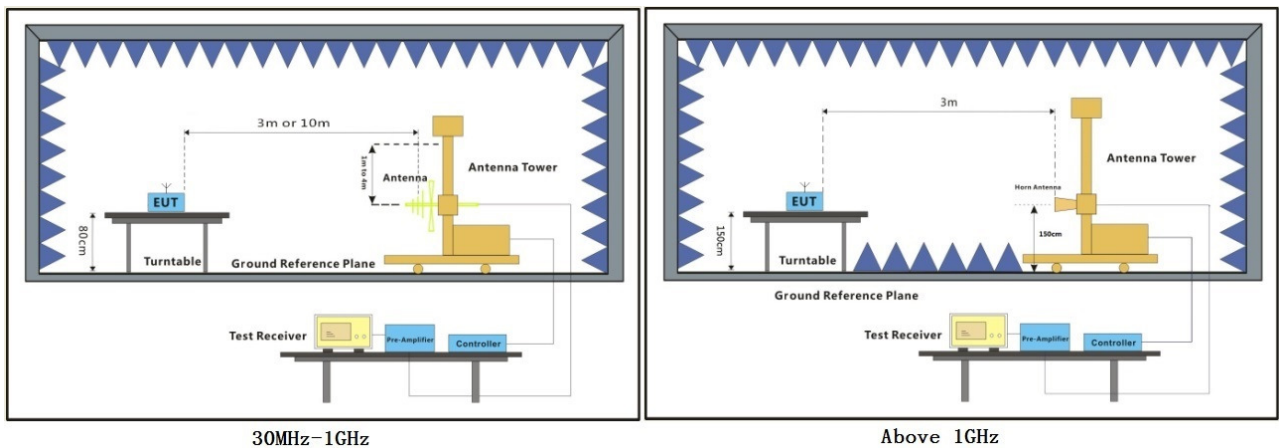 3m or 10m
1m to 4m
Antenna
Antenna Tower
EUT
80cm
Turntable
Ground Reference Plane
Test Receiver
Pre-Amplifier
Controller
30MHz-1GHz
3m
Antenna Tower
Horn Antenna
EUT
150cm
150cm
Turntable
Ground Reference Plane
Test Receiver
Pre-Amplifier
Controller
Above 1GHz